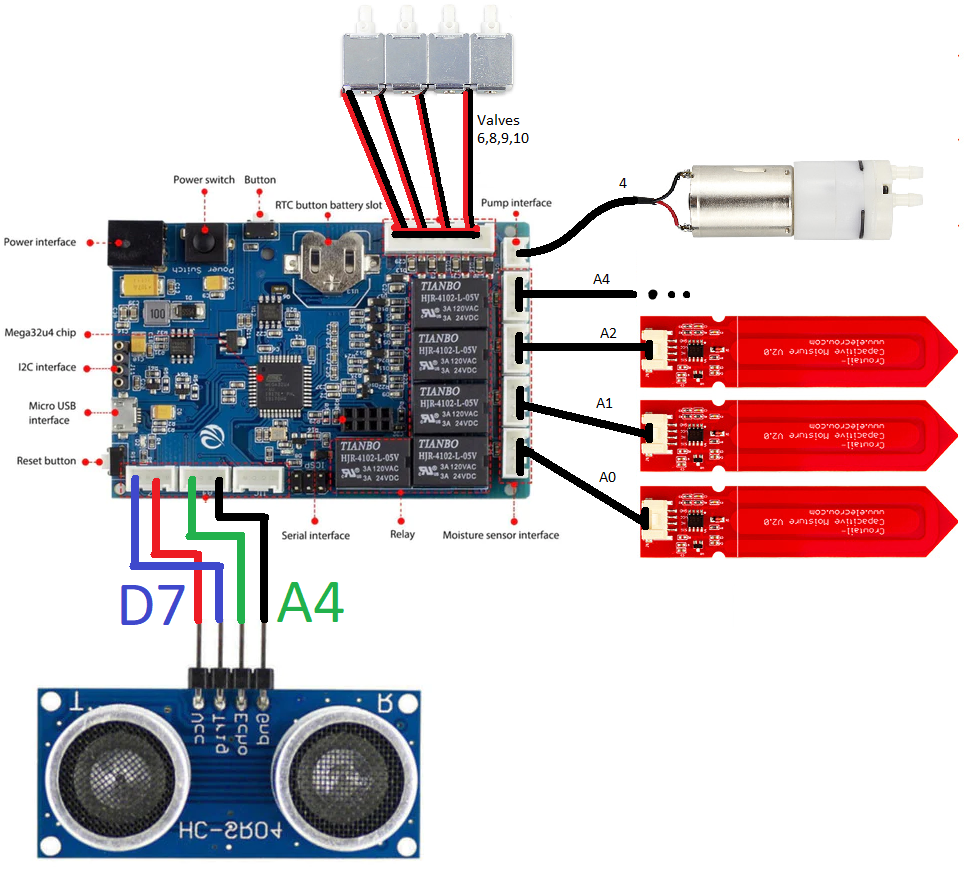 Valves
6,8,9,10
Power switch
Button
RTC button battery slot
Pump interface
4
Power interface
Power
Switch
100
A4
TIANBO
HJR-4102-L-05V
3A 120VAC
3A 24VDC
Mega32u4 chip
A2
TIANBO
HJR-4102-L-05V
3A 120VAC
3A 24VDC
Capacitive Moisture V2.0
www.elecrow.com
I2C interface
Micro USB
interface
A1
TIANBO
HJR-4102-L-05V
3A 120VAC
3A 24VDC
Capacitive Moisture V2.0
www.elecrow.com
Reset button
TIANBO
HJR-4102-L-05V
3A 120VAC
3A 24VDC
TIANBO
HJR-4102-L-05V
3A 120VAC
3A 24VDC
ICSP
A0
Capacitive Moisture V2.0
www.elecrow.com
Serial interface
Relay
Moisture sensor interface
D7
A4
T
R
Vcc
Trig
Echo
Gnd
HC-SR04